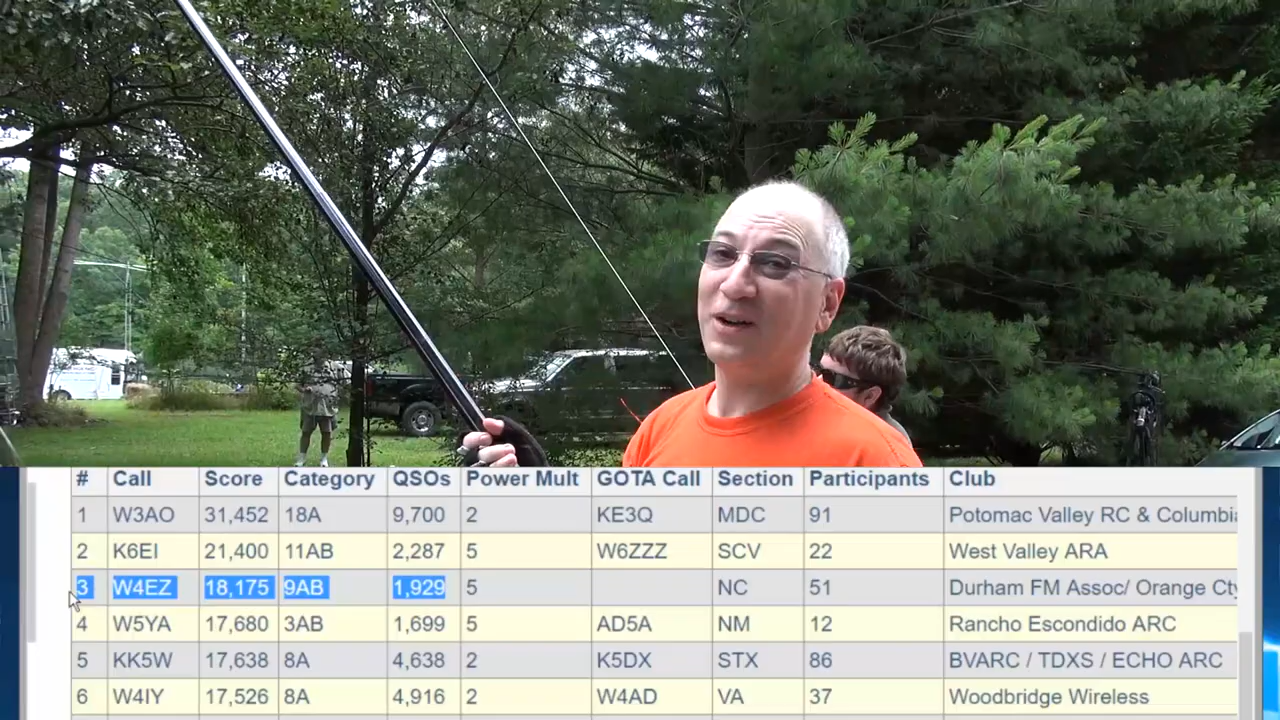 # Call Score Category QSOs Power Mult GOTA Call Section Participants Club
1 W3AO 31,452 18A 9,700 2 KE3Q MDC 91 Potomac Valley RC & Columbia
2 K6EI 21,400 11AB 2,287 5 W6ZZZ SCV 22 West Valley ARA
3 W4EZ 18,175 9AB 1,929 5 NC 51 Durham FM Assoc/ Orange Cty
4 W5YA 17,680 3AB 1,699 5 AD5A NM 12 Rancho Escondido ARC
5 KK5W 17,638 8A 4,638 2 K5DX STX 86 BVARC / TDXS / ECHO ARC
6 W4IY 17,526 8A 4,916 2 W4AD VA 37 Woodbridge Wireless